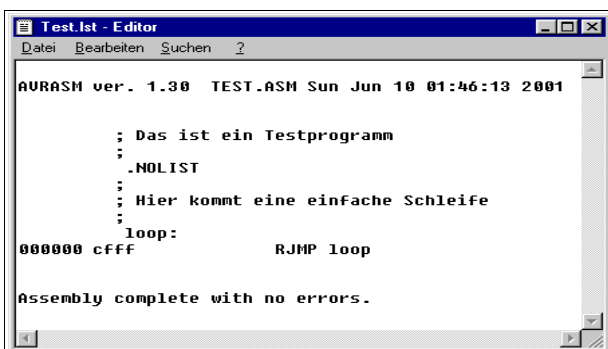 Test.lst - Editor
Datei Bearbeiten Suchen ?
AVRASM ver. 1.30 TEST.ASM Sun Jun 10 01:46:13 2001
; Das ist ein Testprogramm
;
.NOLIST
;
; Hier kommt eine einfache Schleife
;
loop:
000000 cfff RJMP loop
Assembly complete with no errors.